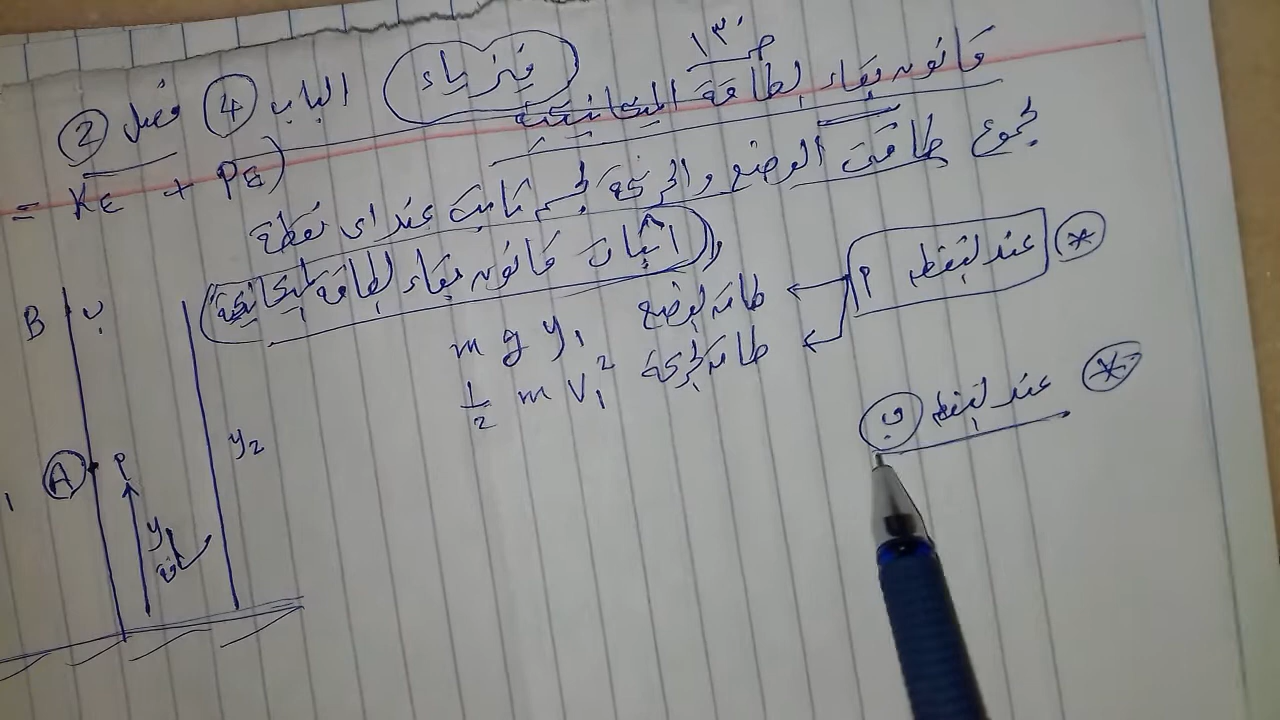 فيزياء الباب 4 فصل 2
ص ١٣٠
قانون بقاء الطاقة الميكانيكية
= KE + PE)
مجموع طاقتى الوضع والحركة لجسم ثابت عند اى نقطة
اثبات قانون بقاء الطاقة الميكانيكية
* عند النقطة أ
طاقة الوضع m g y₁
طاقة الحركة ½ m v₁²
* عند النقطة ب
B ب
y₂
A أ
y₁